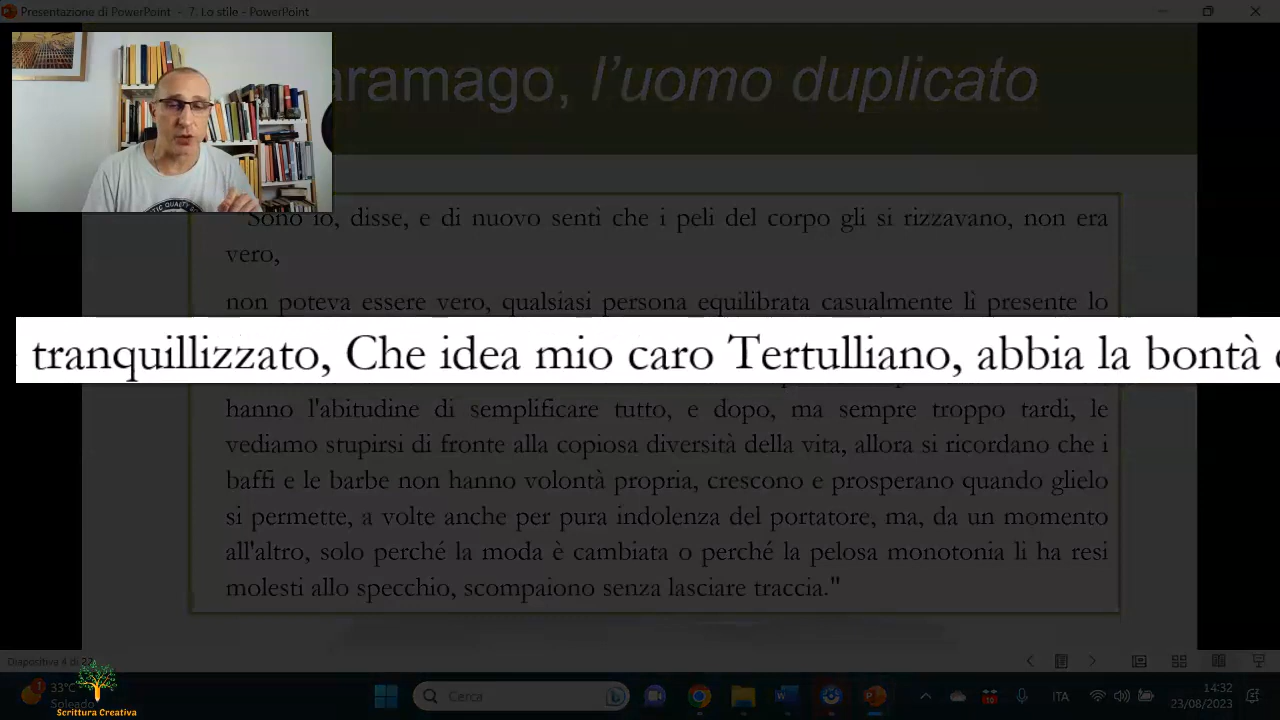 Presentazione di PowerPoint - 7. Lo stile - PowerPoint
aramago, l'uomo duplicato
"Sono io, disse, e di nuovo sentì che i peli del corpo gli si rizzavano, non era
vero,
non poteva essere vero, qualsiasi persona equilibrata casualmente lì presente lo
tranquillizzato, Che idea mio caro Tertulliano, abbia la bontà
hanno l'abitudine di semplificare tutto, e dopo, ma sempre troppo tardi, le
vediamo stupirsi di fronte alla copiosa diversità della vita, allora si ricordano che i
baffi e le barbe non hanno volontà propria, crescono e prosperano quando glielo
si permette, a volte anche per pura indolenza del portatore, ma, da un momento
all'altro, solo perché la moda è cambiata o perché la pelosa monotonia li ha resi
molesti allo specchio, scompaiono senza lasciare traccia."
Diapositiva 4 di
33°C
Soleado
Scrittura Creativa
Cerca
ITA
14:32
23/08/2023